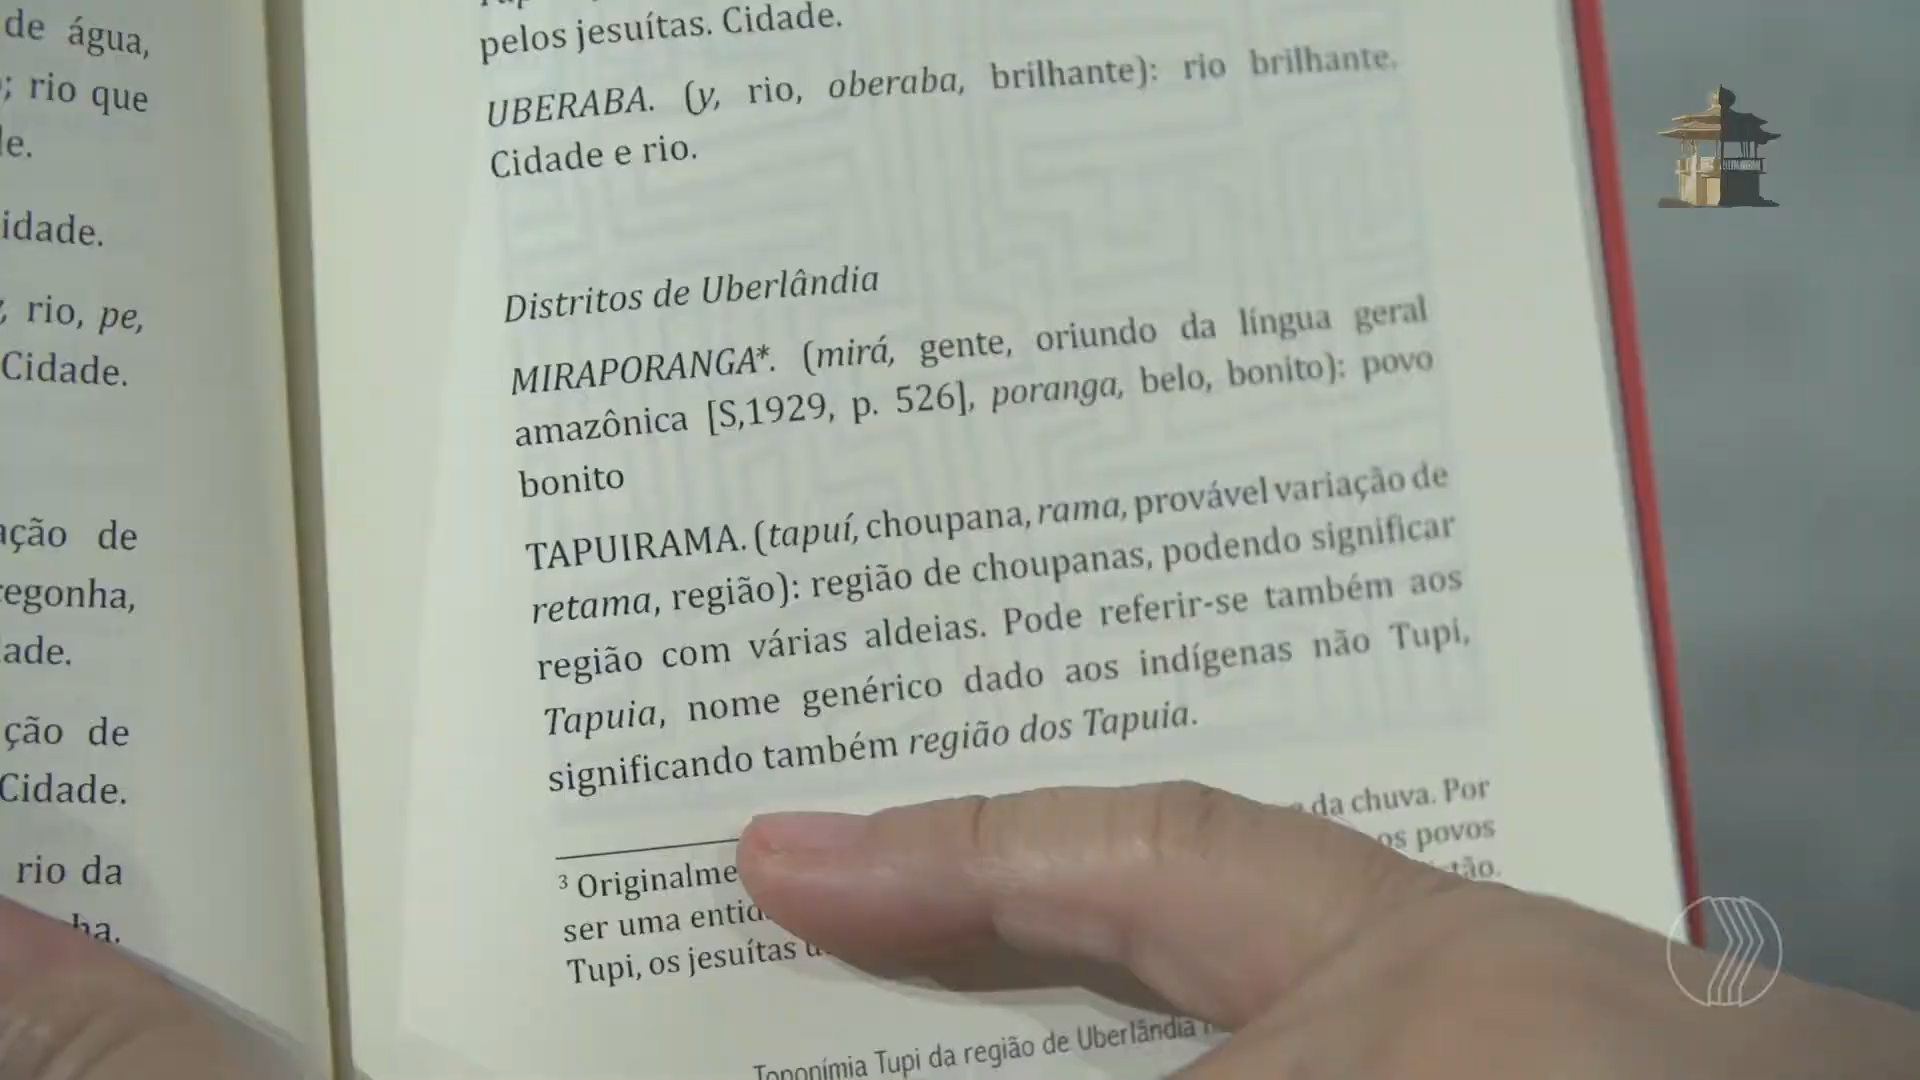 de água,
rio que
idade.
rio, pe,
Cidade.
ação de
egonha,
ade.
ção de
Cidade.
rio da
ha.
pelos jesuítas. Cidade.
UBERABA. (y, rio, oberaba, brilhante): rio brilhante.
Cidade e rio.
Distritos de Uberlândia
MIRAPORANGA*. (mirá, gente, oriundo da língua geral
amazônica [S,1929, p. 526], poranga, belo, bonito): povo
bonito
TAPUIRAMA. (tapuí, choupana, rama, provável variação de
retama, região): região de choupanas, podendo significar
região com várias aldeias. Pode referir-se também aos
Tapuia, nome genérico dado aos indígenas não Tupi,
significando também região dos Tapuia.
³ Originalme da chuva. Por
ser uma entid os povos
Tupi, os jesuítas tão.
Toponímia Tupi da região de Uberlândia